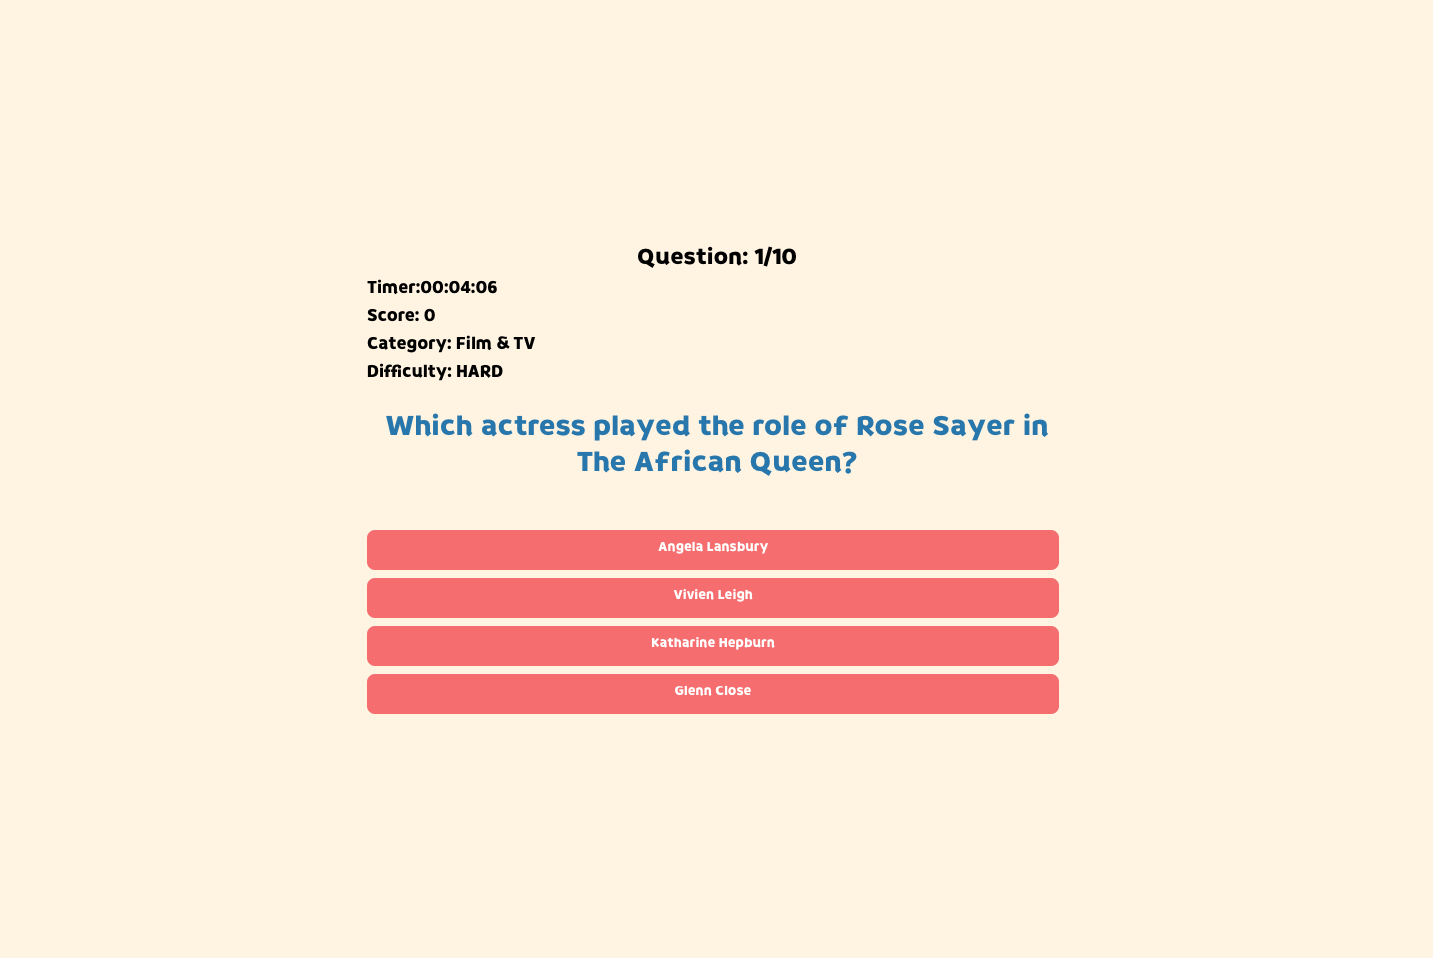 Question: 1/10
Timer:00:04:06
Score: 0
Category: Film & TV
Difficulty: HARD
Which actress played the role of Rose Sayer in
The African Queen?
Angela Lansbury
Vivien Leigh
Katharine Hepburn
Glenn Close